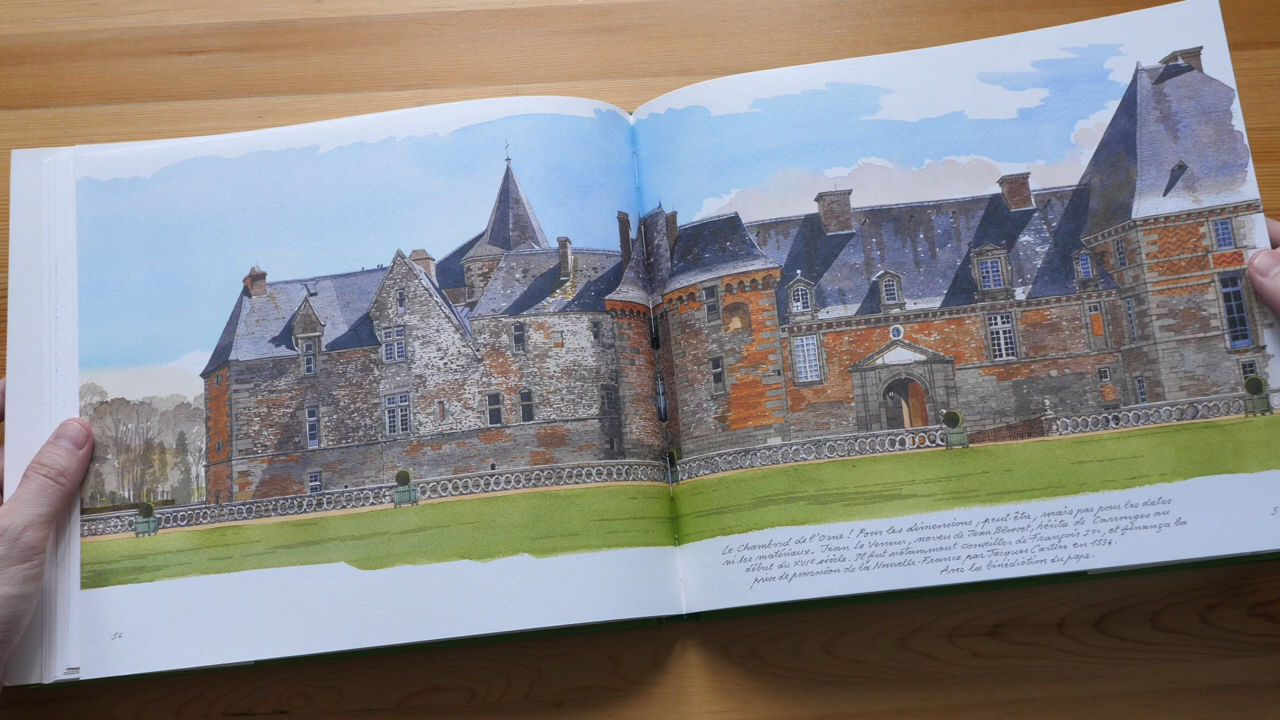 Le Chambord de l'Orne ! Pour les dimensions, peut-être, mais pas pour les dates
ni les matériaux. Jean Le Veneur, neveu de Jean Blosset, hérita de Carrouges au
début du XVIe siècle. Il fut notamment conseiller de François 1er, et finança la
prise de possession de la Nouvelle-France par Jacques Cartier en 1534.
Avec la bénédiction du pape.
56